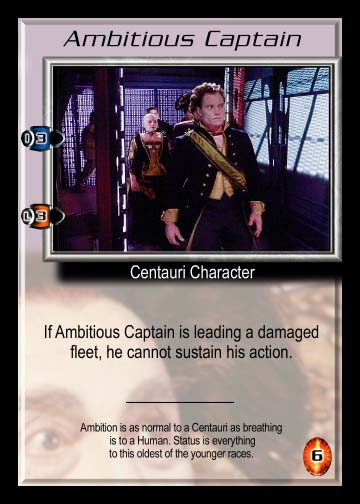 Ambitious Captain
D 3
L 3
Centauri Character
If Ambitious Captain is leading a damaged
fleet, he cannot sustain his action.
Ambition is as normal to a Centauri as breathing
is to a Human. Status is everything
to this oldest of the younger races.
6